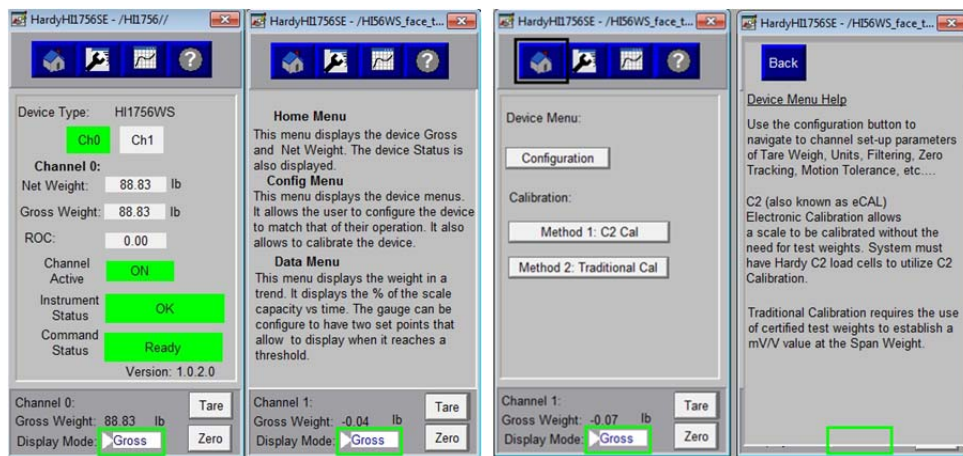 HardyHI1756SE - /HI1756//
Device Type: HI1756WS
Ch0 Ch1
Channel 0:
Net Weight: 88.83 lb
Gross Weight: 88.83 lb
ROC: 0.00
Channel
Active ON
Instrument
Status OK
Command
Status Ready
Version: 1.0.2.0
Channel 0:
Gross Weight: 88.83 lb
Display Mode: Gross
Tare
Zero
HardyHI1756SE - /HI56WS_face_t...
Home Menu
This menu displays the device Gross
and Net Weight. The device Status is
also displayed.
Config Menu
This menu displays the device menus.
It allows the user to configure the device
to match that of their operation. It also
allows to calibrate the device.
Data Menu
This menu displays the weight in a
trend. It displays the % of the scale
capacity vs time. The gauge can be
configure to have two set points that
allow to display when it reaches a
threshold.
Channel 1:
Gross Weight: -0.04 lb
Display Mode: Gross
Tare
Zero
HardyHI1756SE - /HI56WS_face_t...
Device Menu:
Configuration
Calibration:
Method 1: C2 Cal
Method 2: Traditional Cal
Channel 1:
Gross Weight: -0.07 lb
Display Mode: Gross
Tare
Zero
HardyHI1756SE - /HI56WS_face_t...
Back
Device Menu Help
Use the configuration button to
navigate to channel set-up parameters
of Tare Weigh, Units, Filtering, Zero
Tracking, Motion Tolerance, etc....
C2 (also known as eCAL)
Electronic Calibration allows
a scale to be calibrated without the
need for test weights. System must
have Hardy C2 load cells to utilize C2
Calibration.
Traditional Calibration requires the use
of certified test weights to establish a
mV/V value at the Span Weight.